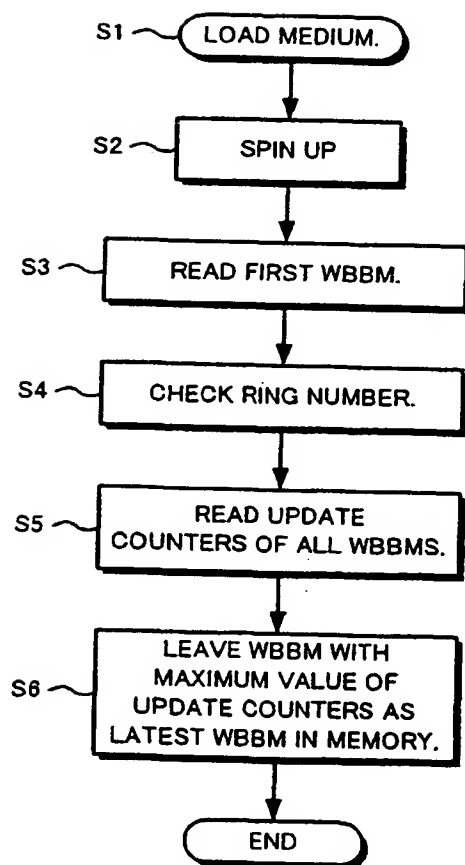 S1 LOAD MEDIUM.
S2 SPIN UP
S3 READ FIRST WBBM.
S4 CHECK RING NUMBER.
S5 READ UPDATE
COUNTERS OF ALL WBBMS.
S6 LEAVE WBBM WITH
MAXIMUM VALUE OF
UPDATE COUNTERS AS
LATEST WBBM IN MEMORY.
END